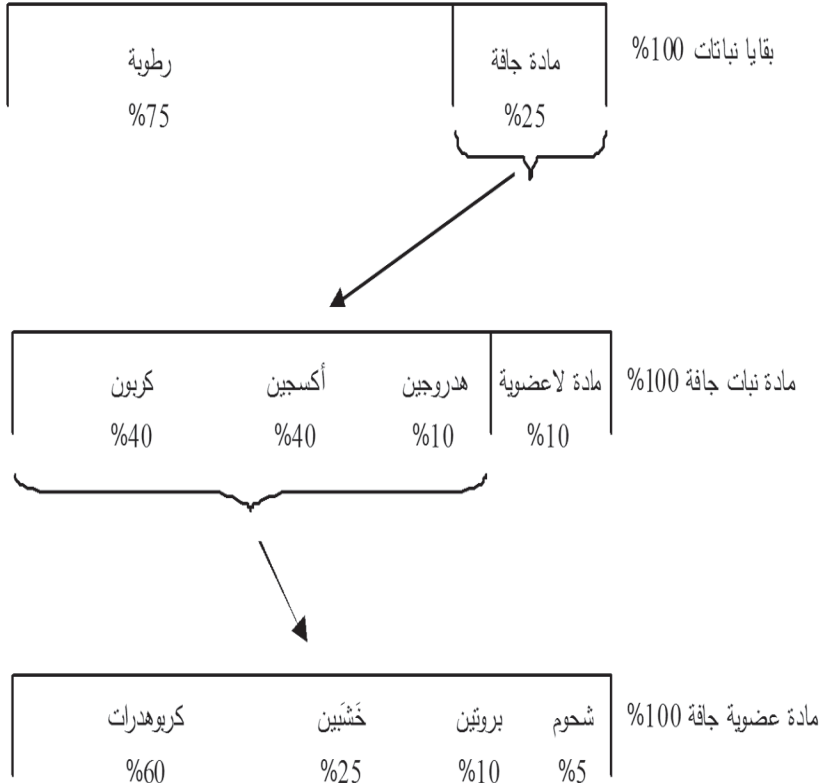 بقايا نباتات 100%
مادة جافة
رطوبة
%25
%75
مادة نبات جافة 100%
مادة لاعضوية
هدروجين
أكسجين
كربون
%10
%10
%40
%40
مادة عضوية جافة 100%
شحوم
بروتين
خَشَبين
كربوهدرات
%5
%10
%25
%60